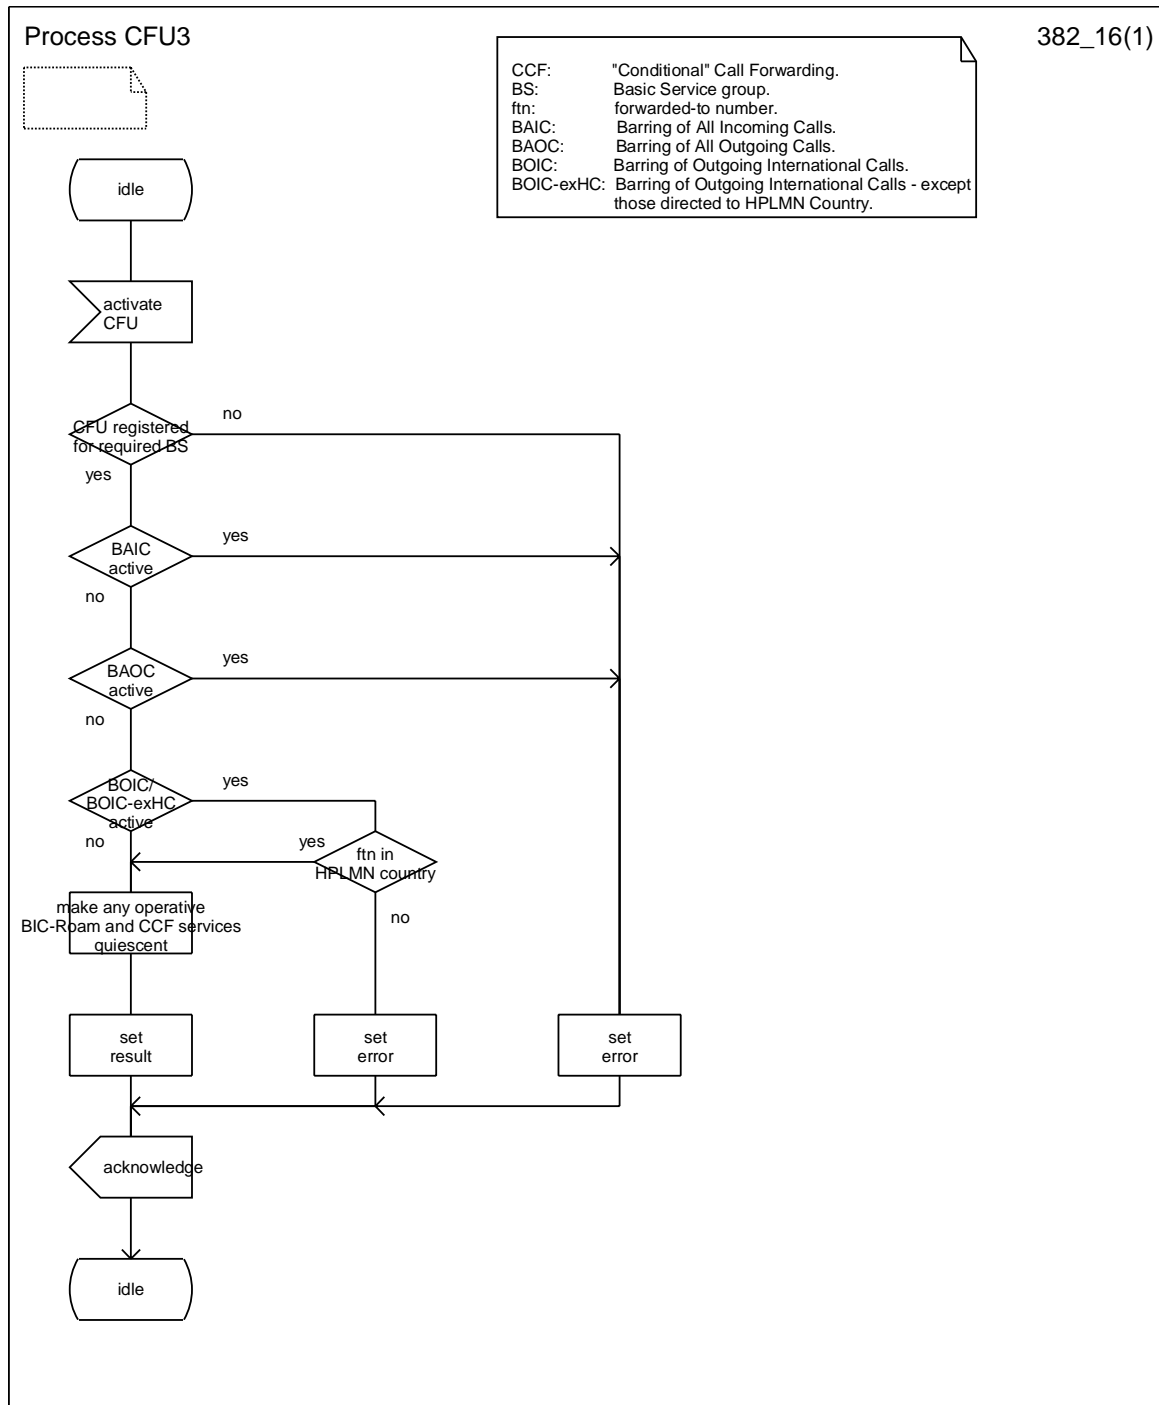 Process CFU3
382_16(1)
CCF: "Conditional" Call Forwarding.
BS: Basic Service group.
ftn: forwarded-to number.
BAIC: Barring of All Incoming Calls.
BAOC: Barring of All Outgoing Calls.
BOIC: Barring of Outgoing International Calls.
BOIC-exHC: Barring of Outgoing International Calls - except
those directed to HPLMN Country.
idle
activate
CFU
CFU registered
for required BS
no
yes
BAIC
active
yes
no
BAOC
active
yes
no
BOIC/
BOIC-exHC
active
yes
no
yes
ftn in
HPLMN country
no
make any operative
BIC-Roam and CCF services
quiescent
set
result
set
error
set
error
acknowledge
idle